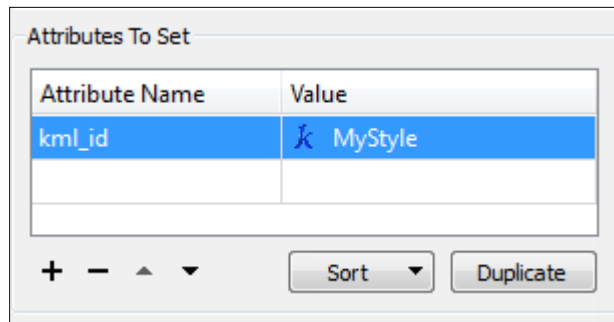 Attributes To Set
Attribute Name Value
kml_id k MyStyle
Sort Duplicate